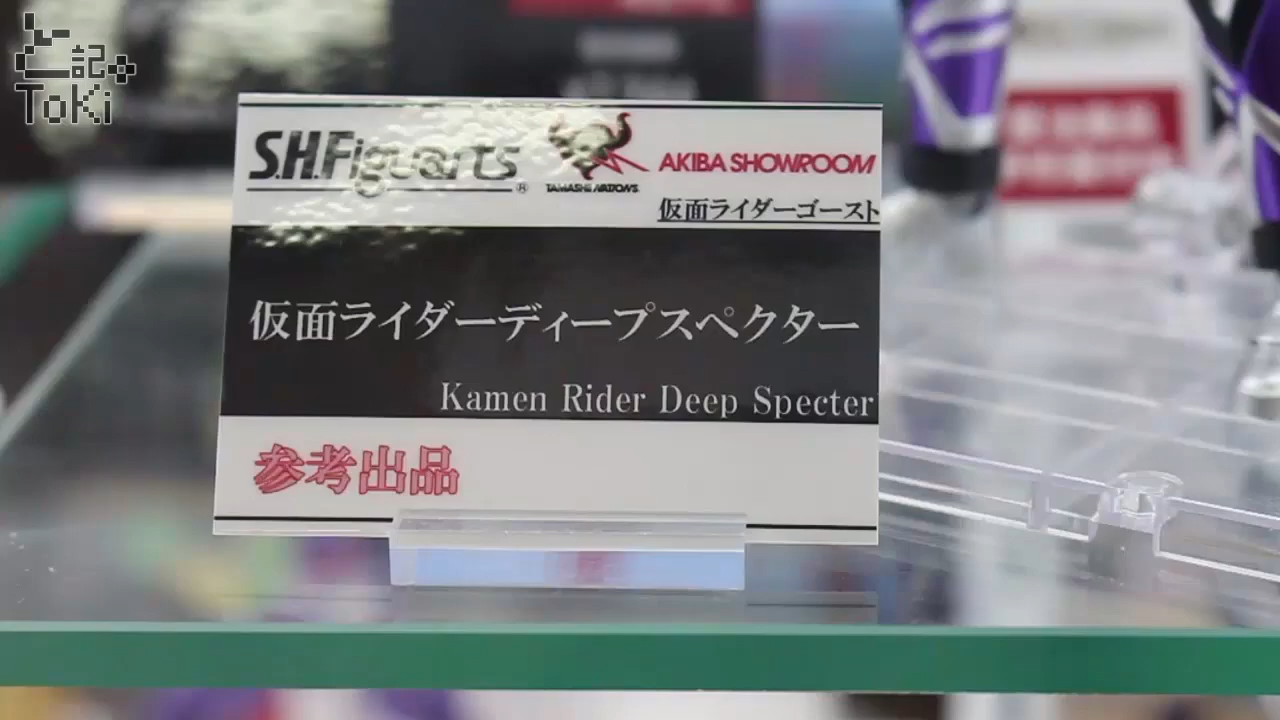 と記
ToKi
S.H.Figuarts®
TAMASHII NATIONS
AKIBA SHOWROOM
仮面ライダーゴースト
仮面ライダーディープスペクター
Kamen Rider Deep Specter
参考出品